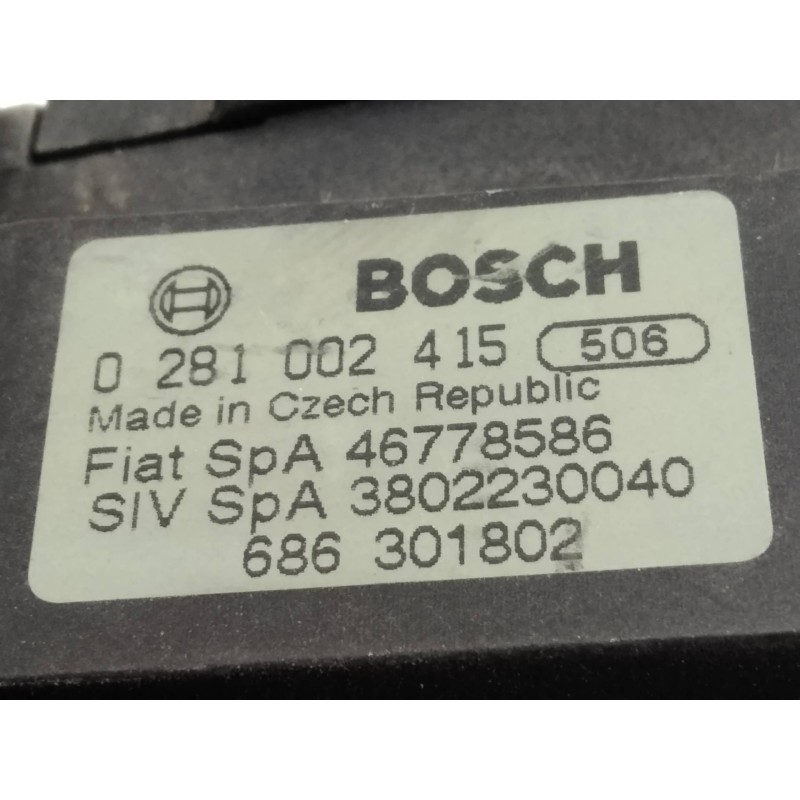 BOSCH
0 281 002 415 506
Made in Czech Republic
Fiat SpA 46778586
SIV SpA 3802230040
686 301802